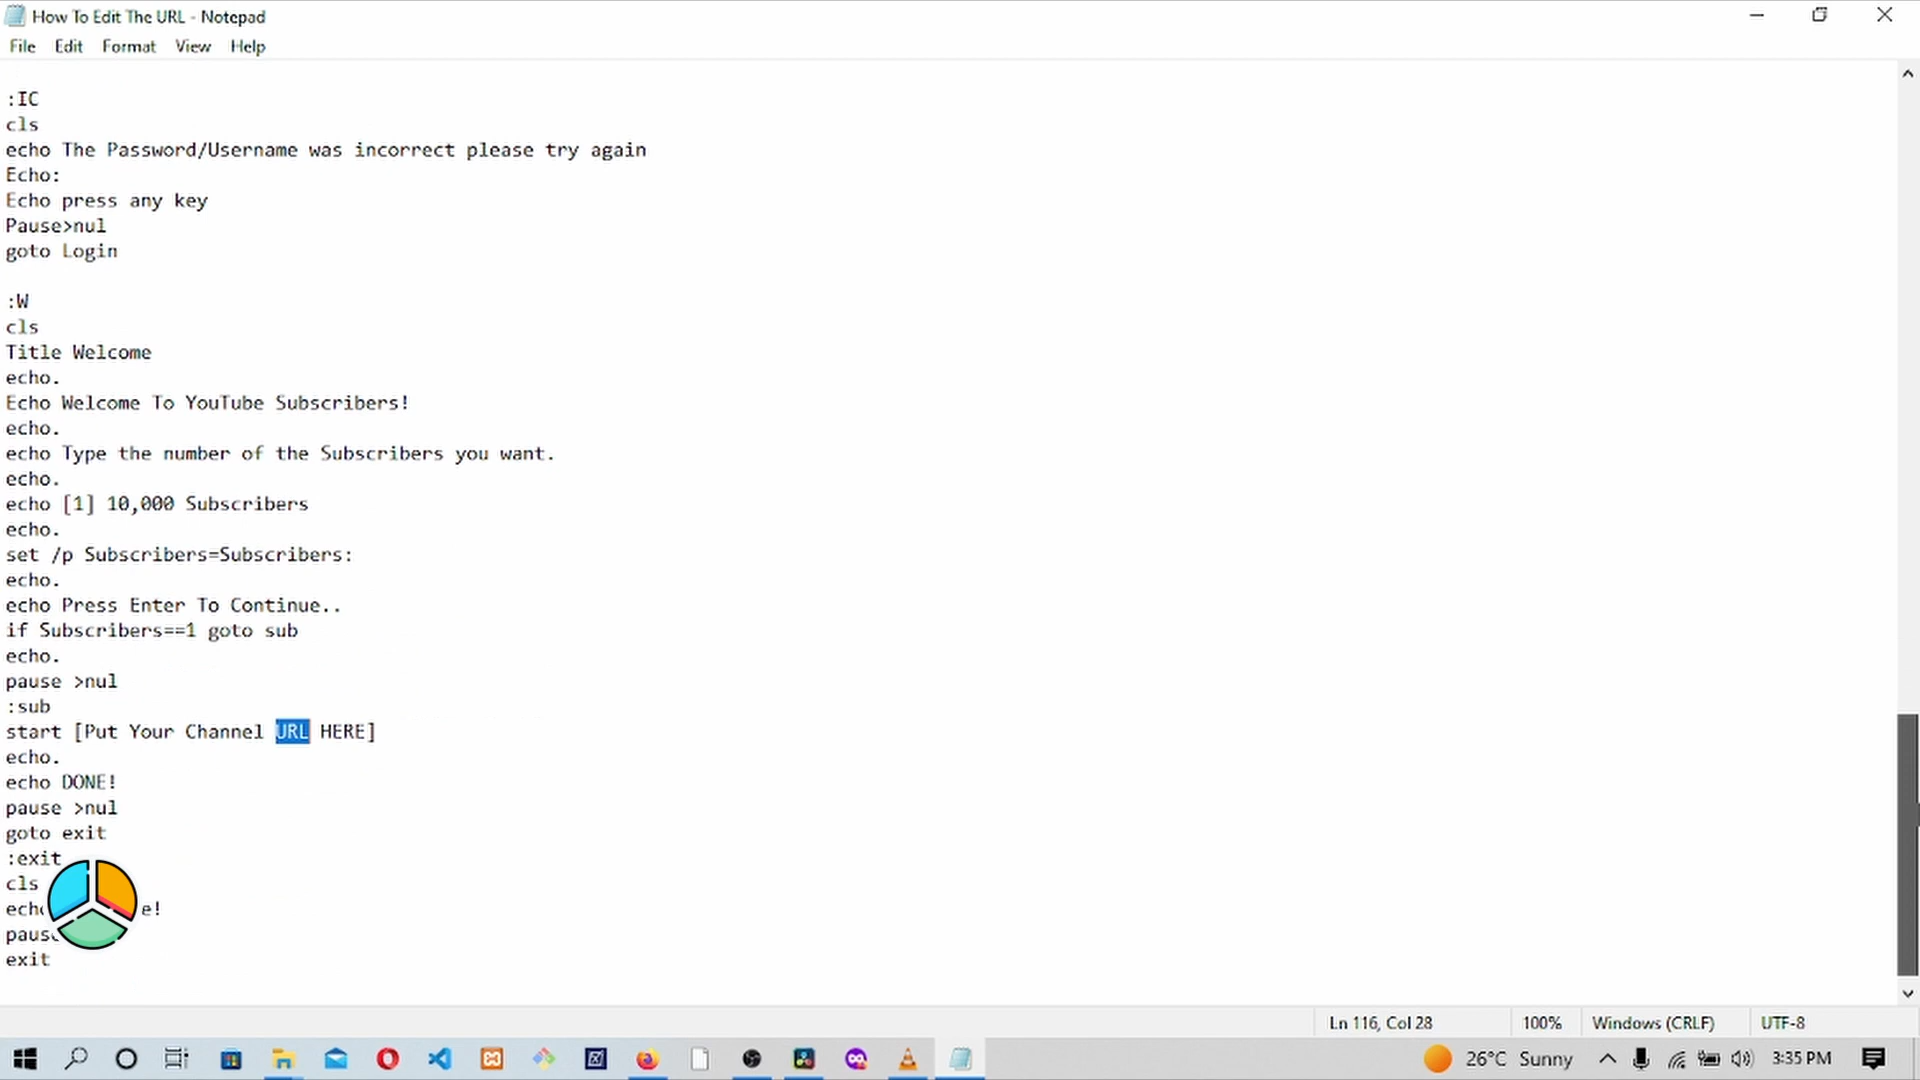 How To Edit The URL - Notepad
File Edit Format View Help
:IC
cls
echo The Password/Username was incorrect please try again
Echo:
Echo press any key
Pause>nul
goto Login
:W
cls
Title Welcome
echo.
Echo Welcome To YouTube Subscribers!
echo.
echo Type the number of the Subscribers you want.
echo.
echo [1] 10,000 Subscribers
echo.
set /p Subscribers=Subscribers:
echo.
echo Press Enter To Continue..
if Subscribers==1 goto sub
echo.
pause >nul
:sub
start [Put Your Channel URL HERE]
echo.
echo DONE!
pause >nul
goto exit
:exit
cls
exit
Ln 116, Col 28 100% Windows (CRLF) UTF-8
26°C Sunny 3:35 PM